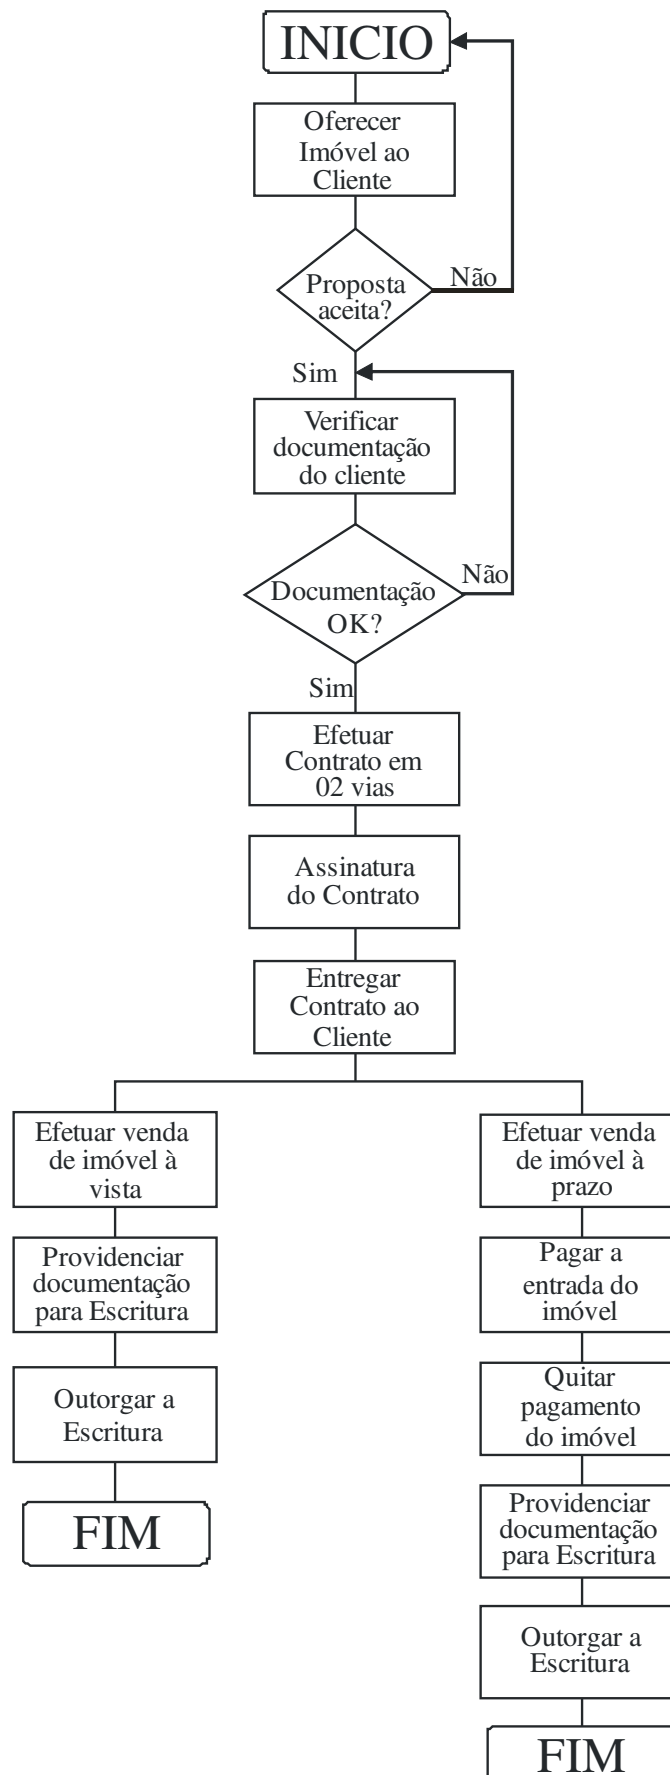 INICIO
Oferecer
Imóvel ao
Cliente
Proposta
aceita?
Não
Sim
Verificar
documentação
do cliente
Não
Documentação
OK?
Sim
Efetuar
Contrato em
02 vias
Assinatura
do Contrato
Entregar
Contrato ao
Cliente
Efetuar venda
de imóvel à
vista
Providenciar
documentação
para Escritura
Outorgar a
Escritura
FIM
Efetuar venda
de imóvel à
prazo
Pagar a
entrada do
imóvel
Quitar
pagamento
do imóvel
Providenciar
documentação
para Escritura
Outorgar a
Escritura
FIM